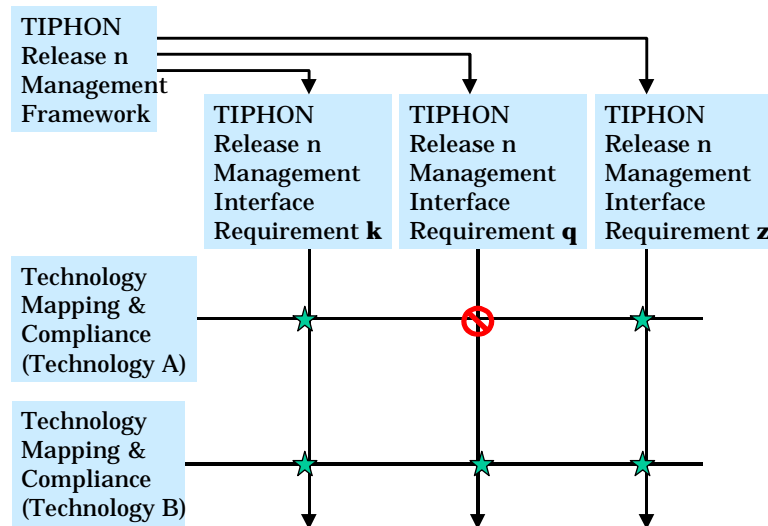 TIPHON
Release n
Management
Framework
TIPHON
Release n
Management
Interface
Requirement k
TIPHON
Release n
Management
Interface
Requirement q
TIPHON
Release n
Management
Interface
Requirement z
Technology
Mapping &
Compliance
(Technology A)
Technology
Mapping &
Compliance
(Technology B)